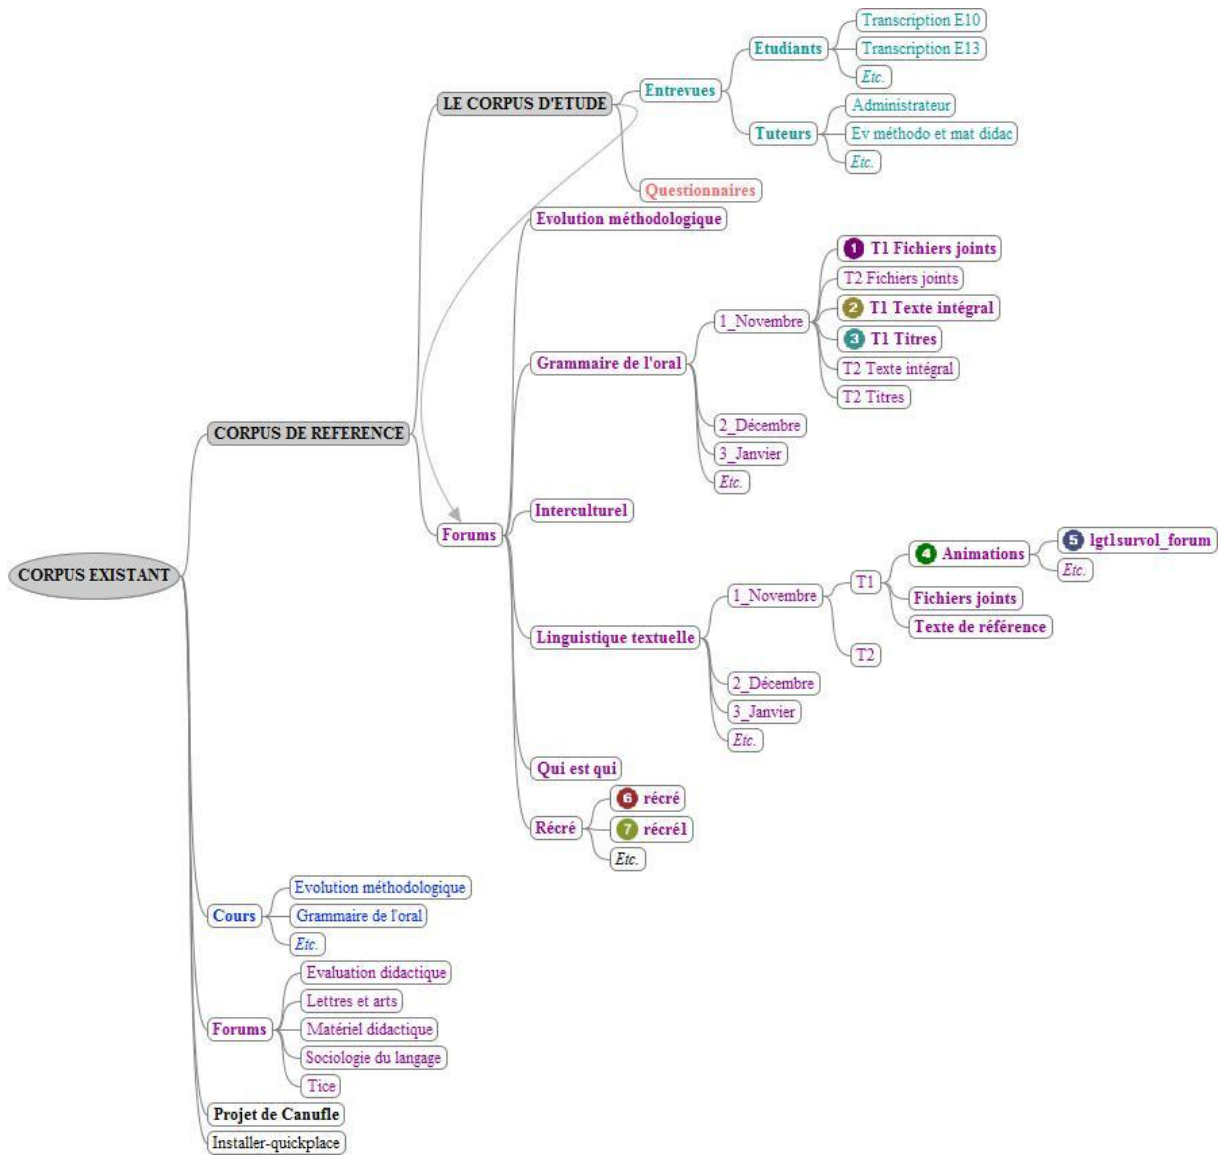 CORPUS EXISTANT
CORPUS DE REFERENCE
LE CORPUS D'ETUDE
Entrevues
Etudiants
Transcription E10
Transcription E13
Etc.
Tuteurs
Administrateur
Ev méthodo et mat didac
Etc.
Questionnaires
Forums
Evolution méthodologique
Grammaire de l'oral
1_Novembre
1 T1 Fichiers joints
T2 Fichiers joints
2 T1 Texte intégral
3 T1 Titres
T2 Texte intégral
T2 Titres
2_Décembre
3_Janvier
Etc.
Interculturel
Linguistique textuelle
1_Novembre
T1
4 Animations
5 lgt1survol_forum
Etc.
Fichiers joints
Texte de référence
T2
2_Décembre
3_Janvier
Etc.
Qui est qui
Récré
6 récré
7 récré1
Etc.
Cours
Evolution méthodologique
Grammaire de l'oral
Etc.
Forums
Evaluation didactique
Lettres et arts
Matériel didactique
Sociologie du langage
Tice
Projet de Canufle
Installer-quickplace